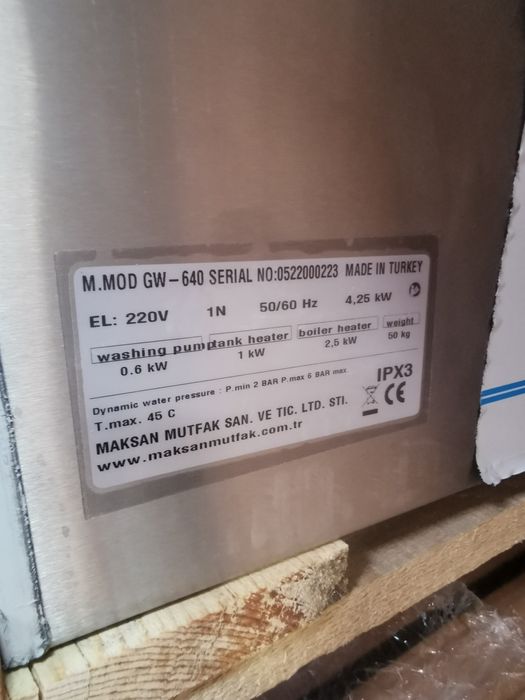 M.MOD GW-640 SERIAL NO:0522000223 MADE IN TURKEY
EL: 220V 1N 50/60 Hz 4,25 kW
washing pump tank heater boiler heater weight
0.6 kW 1 kW 2,5 kW 50 kg
Dynamic water pressure : P.min 2 BAR P.max 6 BAR max.
T.max. 45 C
IPX3
MAKSAN MUTFAK SAN. VE TIC. LTD. STI.
CE
www.maksanmutfak.com.tr